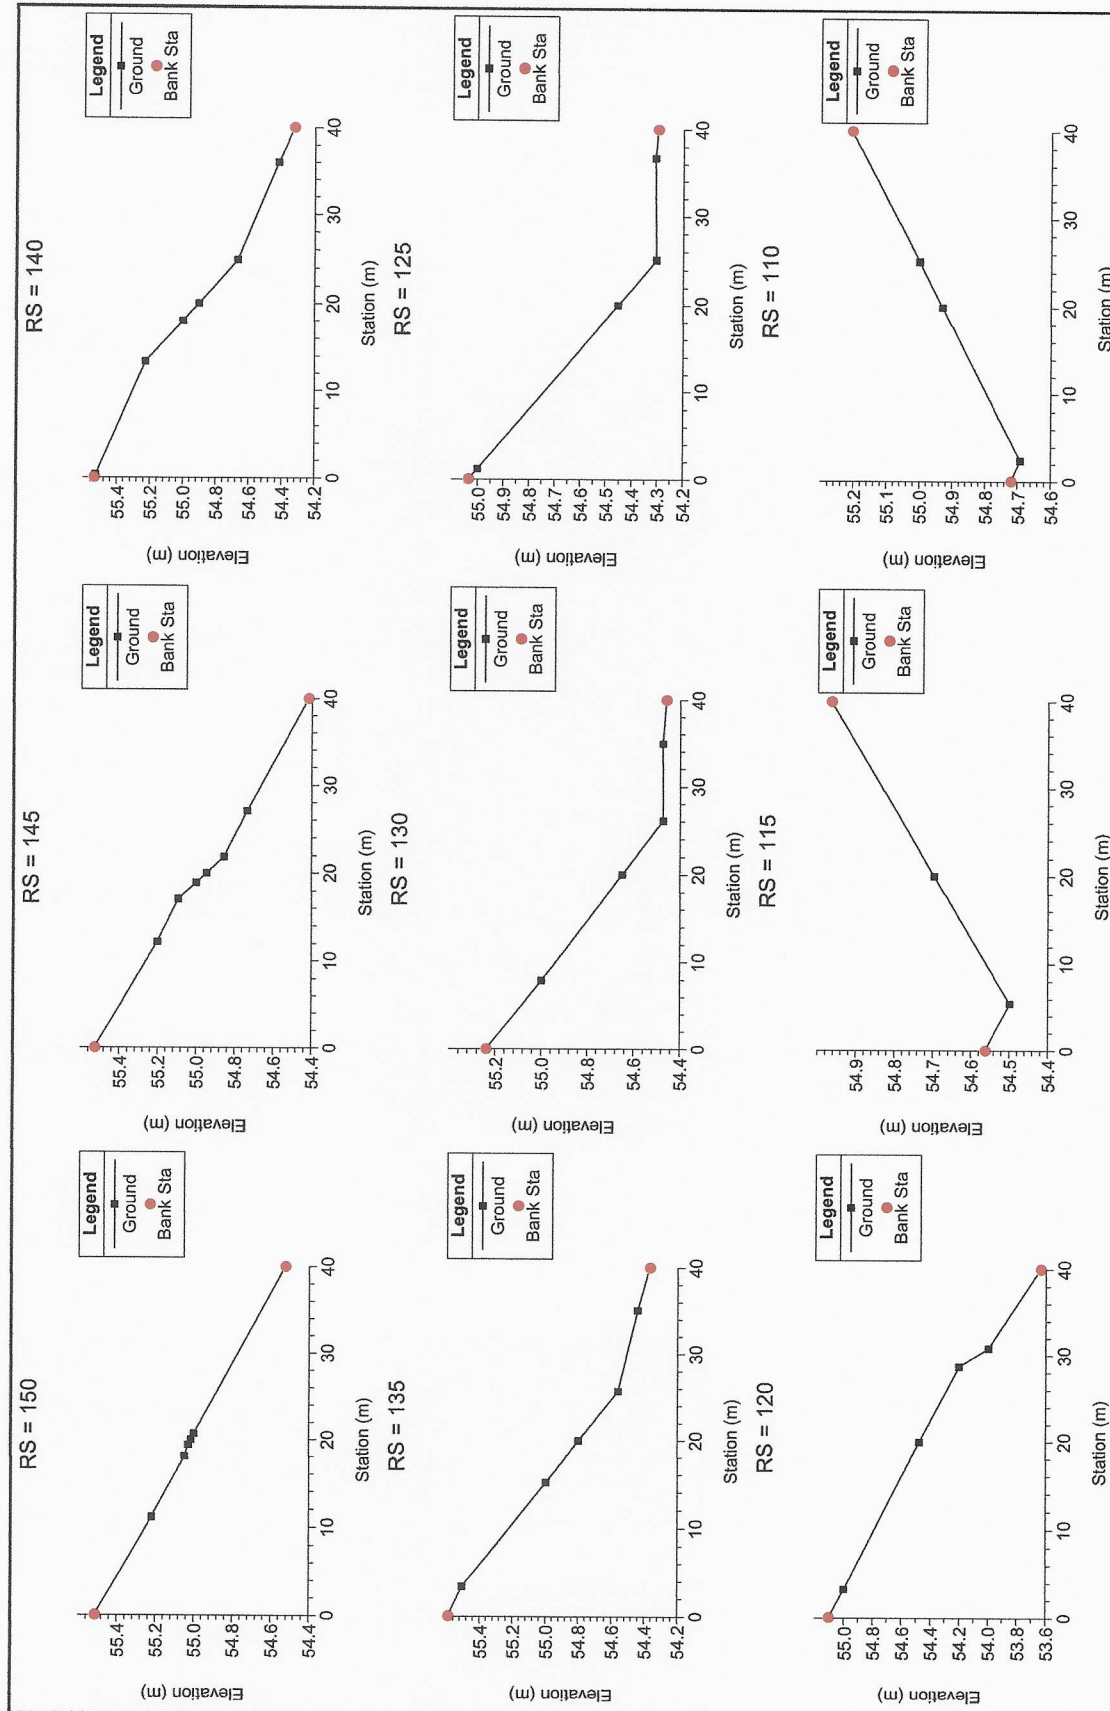 RS = 150
Elevation (m)
55.4
55.2
55.0
54.8
54.6
54.4
0 10 20 30 40
Station (m)
Legend
Ground
Bank Sta
RS = 145
Elevation (m)
55.4
55.2
55.0
54.8
54.6
54.4
0 10 20 30 40
Station (m)
Legend
Ground
Bank Sta
RS = 140
Elevation (m)
55.4
55.2
55.0
54.8
54.6
54.4
54.2
0 10 20 30 40
Station (m)
Legend
Ground
Bank Sta
RS = 135
Elevation (m)
55.4
55.2
55.0
54.8
54.6
54.4
54.2
0 10 20 30 40
Station (m)
Legend
Ground
Bank Sta
RS = 130
Elevation (m)
55.2
55.0
54.8
54.6
54.4
0 10 20 30 40
Station (m)
Legend
Ground
Bank Sta
RS = 125
Elevation (m)
55.0
54.9
54.8
54.7
54.6
54.5
54.4
54.3
54.2
0 10 20 30 40
Station (m)
Legend
Ground
Bank Sta
RS = 120
Elevation (m)
55.0
54.8
54.6
54.4
54.2
54.0
53.8
53.6
0 10 20 30 40
Station (m)
Legend
Ground
Bank Sta
RS = 115
Elevation (m)
54.9
54.8
54.7
54.6
54.5
54.4
0 10 20 30 40
Station (m)
Legend
Ground
Bank Sta
RS = 110
Elevation (m)
55.2
55.1
55.0
54.9
54.8
54.7
54.6
0 10 20 30 40
Station (m)
Legend
Ground
Bank Sta